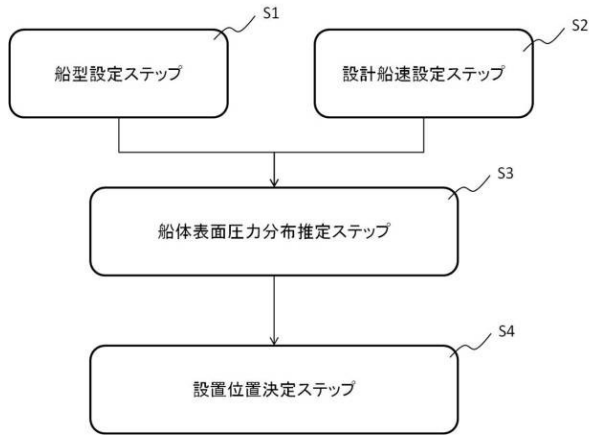 S1
船型設定ステップ
S2
設計船速設定ステップ
S3
船体表面圧力分布推定ステップ
S4
設置位置決定ステップ